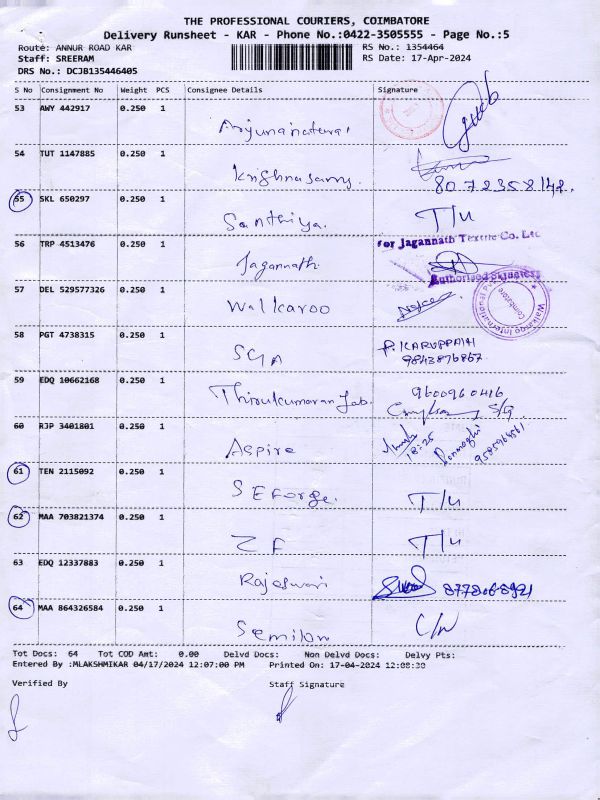 THE PROFESSIONAL COURIERS, COIMBATORE
Delivery Runsheet - KAR - Phone No.:0422-3505555 - Page No.:5
Route: ANNUR ROAD KAR RS No.: 1354464
Staff: SREERAM RS Date: 17-Apr-2024
DRS No.: DCJB135446405
S No Consignment No Weight PCS Consignee Details Signature
53 AWY 442917 0.250 1
54 TUT 1147885 0.250 1
Krishnasamy.
55 SKL 650297 0.250 1
Santhiya. T/U
56 TRP 4513476 0.250 1 for Jagannath Textile Co. Ltd
Jagannath Authorised Signatory
57 DEL 529577326 0.250 1
Walkaroo Walkaroo International Coimbatore
58 PGT 4738315 0.250 1
SGA P. KARUPPAIH
9843876867
59 EDQ 10662168 0.250 1
Thirukumaran Lab. 9600960416
60 RJP 3401801 0.250 1
Aspire 18:25
61 TEN 2115092 0.250 1
SEForge. T/U
62 MAA 703821374 0.250 1
ZF T/U
63 EDQ 12337883 0.250 1
Rajeswari
64 MAA 864326584 0.250 1
Semilon C/N
Tot Docs: 64 Tot COD Amt: 0.00 Delvd Docs: Non Delvd Docs: Delvy Pts:
Entered By :MLAKSHMIKAR 04/17/2024 12:07:00 PM Printed On: 17-04-2024 12:08:30
Verified By Staff Signature